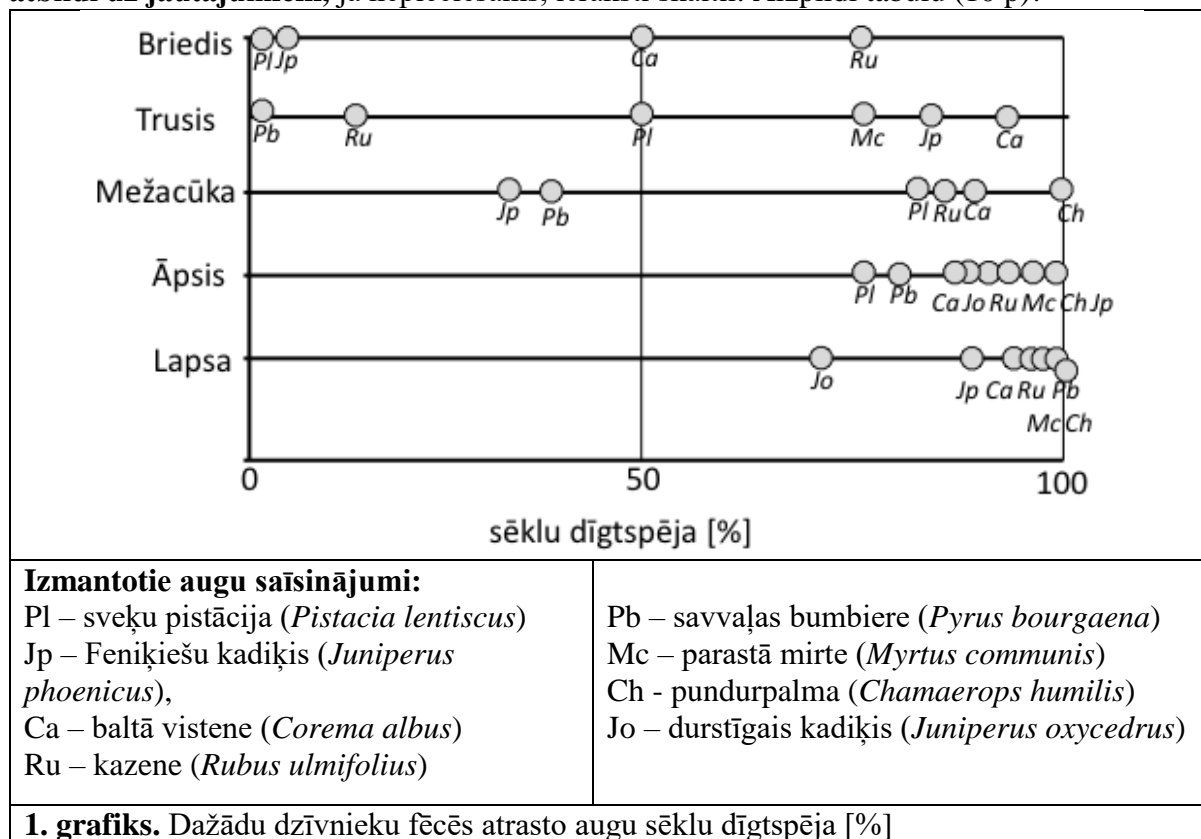 atbildi uz jautājumiem, ja nepieciešams, ieraksti skaitli. Aizpildi tabulu (10 p).
Briedis
Pl Jp Ca Ru
Trusis
Pb Ru Pl Mc Jp Ca
Mežacūka
Jp Pb Pl Ru Ca Ch
Āpsis
Pl Pb Ca Jo Ru Mc Ch Jp
Lapsa
Jo Jp Ca Ru Pb
Mc Ch
0 50 100
sēklu dīgtspēja [%]
Izmantotie augu saīsinājumi:
Pl – sveķu pistācija (Pistacia lentiscus)
Jp – Feniķiešu kadiķis (Juniperus
phoenicus),
Ca – baltā vistene (Corema albus)
Ru – kazene (Rubus ulmifolius)
Pb – savvaļas bumbiere (Pyrus bourgaena)
Mc – parastā mirte (Myrtus communis)
Ch - pundurpalma (Chamaerops humilis)
Jo – durstīgais kadiķis (Juniperus oxycedrus)
1. grafiks. Dažādu dzīvnieku fēcēs atrasto augu sēklu dīgtspēja [%]